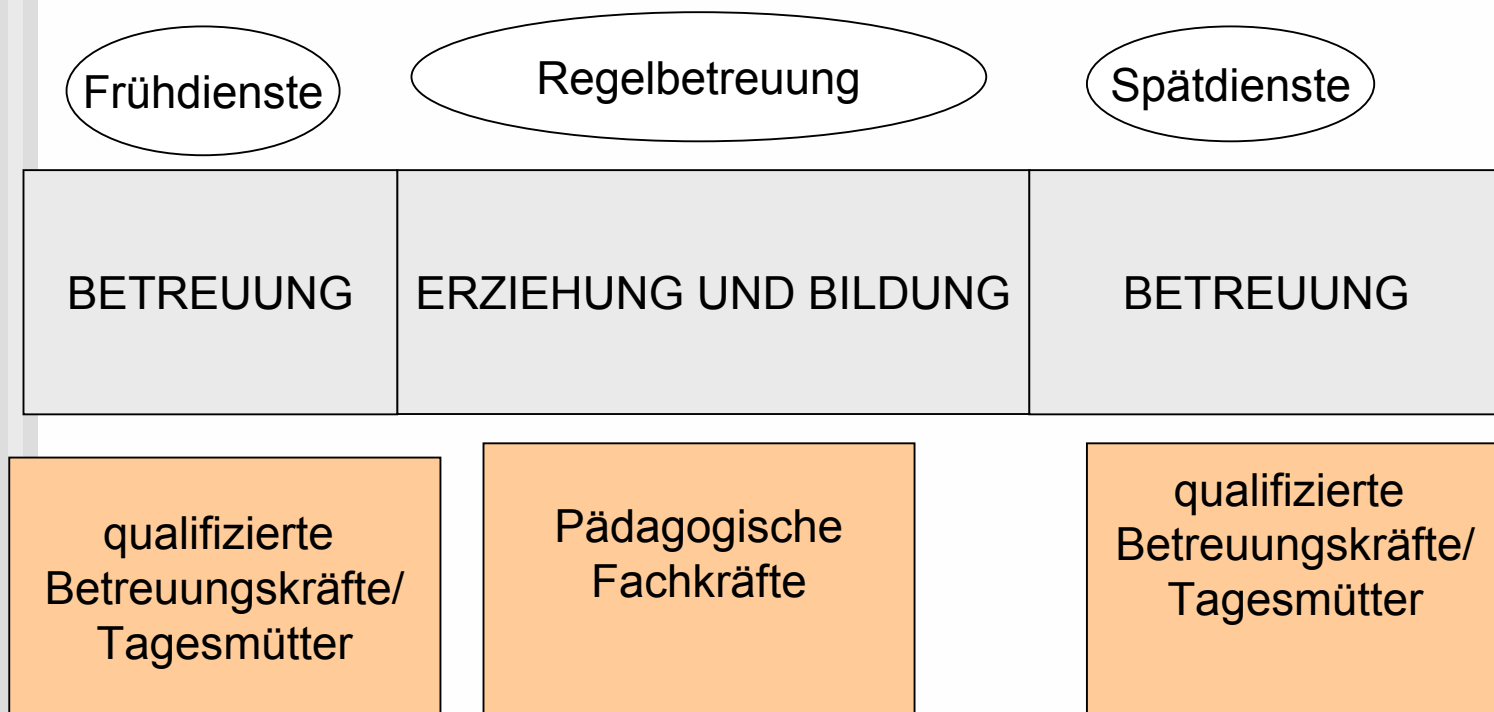 Frühdienste
Regelbetreuung
Spätdienste
BETREUUNG
ERZIEHUNG UND BILDUNG
BETREUUNG
qualifizierte
Betreuungskräfte/
Tagesmütter
Pädagogische
Fachkräfte
qualifizierte
Betreuungskräfte/
Tagesmütter